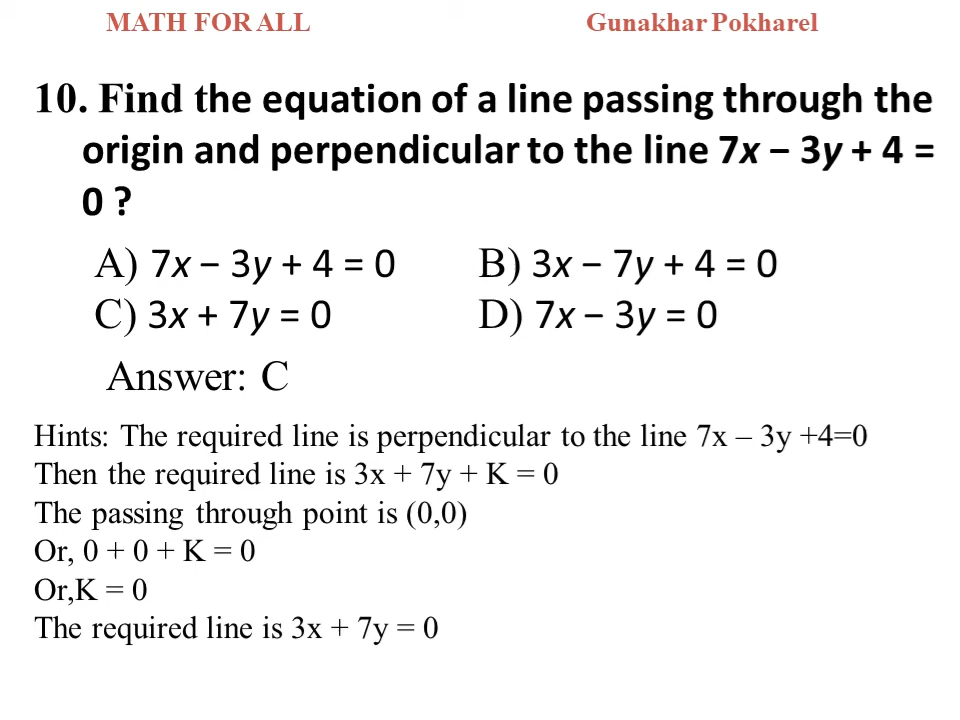 MATH FOR ALL Gunakhar Pokharel
10. Find the equation of a line passing through the
origin and perpendicular to the line 7x − 3y + 4 =
0 ?
A) 7x − 3y + 4 = 0 B) 3x − 7y + 4 = 0
C) 3x + 7y = 0 D) 7x − 3y = 0
Answer: C
Hints: The required line is perpendicular to the line 7x – 3y +4=0
Then the required line is 3x + 7y + K = 0
The passing through point is (0,0)
Or, 0 + 0 + K = 0
Or,K = 0
The required line is 3x + 7y = 0